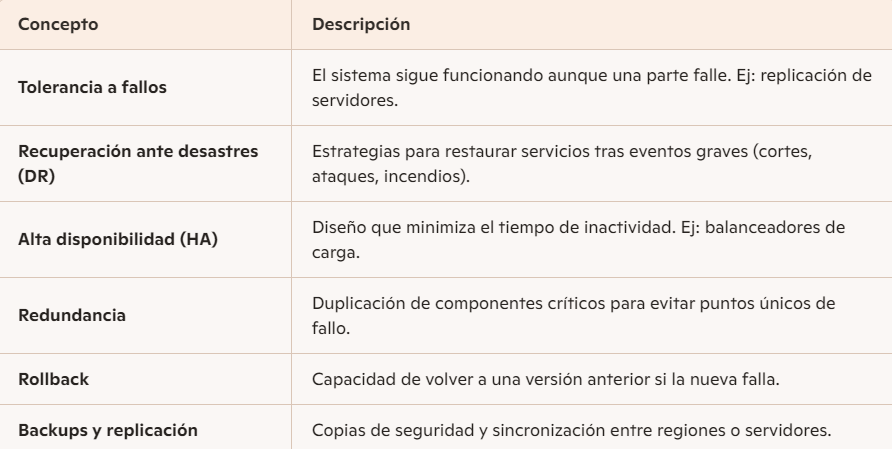 Concepto
Descripción
Tolerancia a fallos
El sistema sigue funcionando aunque una parte falle. Ej: replicación de
servidores.
Recuperación ante desastres
(DR)
Estrategias para restaurar servicios tras eventos graves (cortes,
ataques, incendios).
Alta disponibilidad (HA)
Diseño que minimiza el tiempo de inactividad. Ej: balanceadores de
carga.
Redundancia
Duplicación de componentes críticos para evitar puntos únicos de
fallo.
Rollback
Capacidad de volver a una versión anterior si la nueva falla.
Backups y replicación
Copias de seguridad y sincronización entre regiones o servidores.